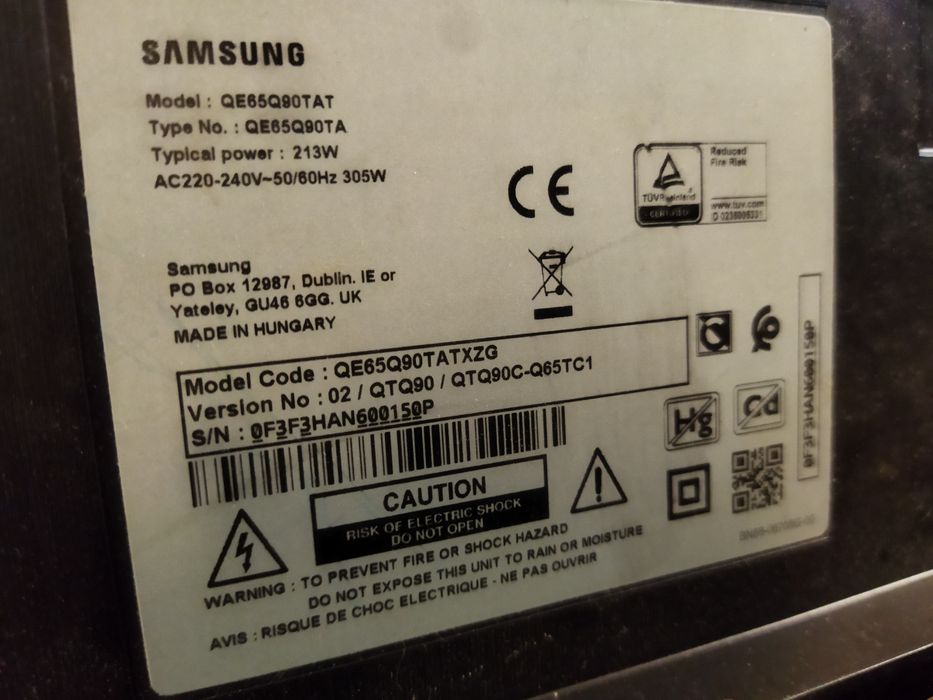 SAMSUNG
Model : QE65Q90TAT
Type No. : QE65Q90TA
Typical power : 213W
AC220-240V~50/60Hz 305W
CE
TÜVRheinland
CERTIFIED
Reduced
Fire Risk
www.tuv.com
Samsung
PO Box 12987, Dublin. IE or
Yateley, GU46 6GG. UK
MADE IN HUNGARY
Model Code : QE65Q90TATXZG
Version No : 02 / QTQ90 / QTQ90C-Q65TC1
S/N : 0F3F3HAN600150P
0F3F3HAN600150P
Hg
Cd
CAUTION
RISK OF ELECTRIC SHOCK
DO NOT OPEN
WARNING : TO PREVENT FIRE OR SHOCK HAZARD
DO NOT EXPOSE THIS UNIT TO RAIN OR MOISTURE
AVIS : RISQUE DE CHOC ELECTRIQUE - NE PAS OUVRIR